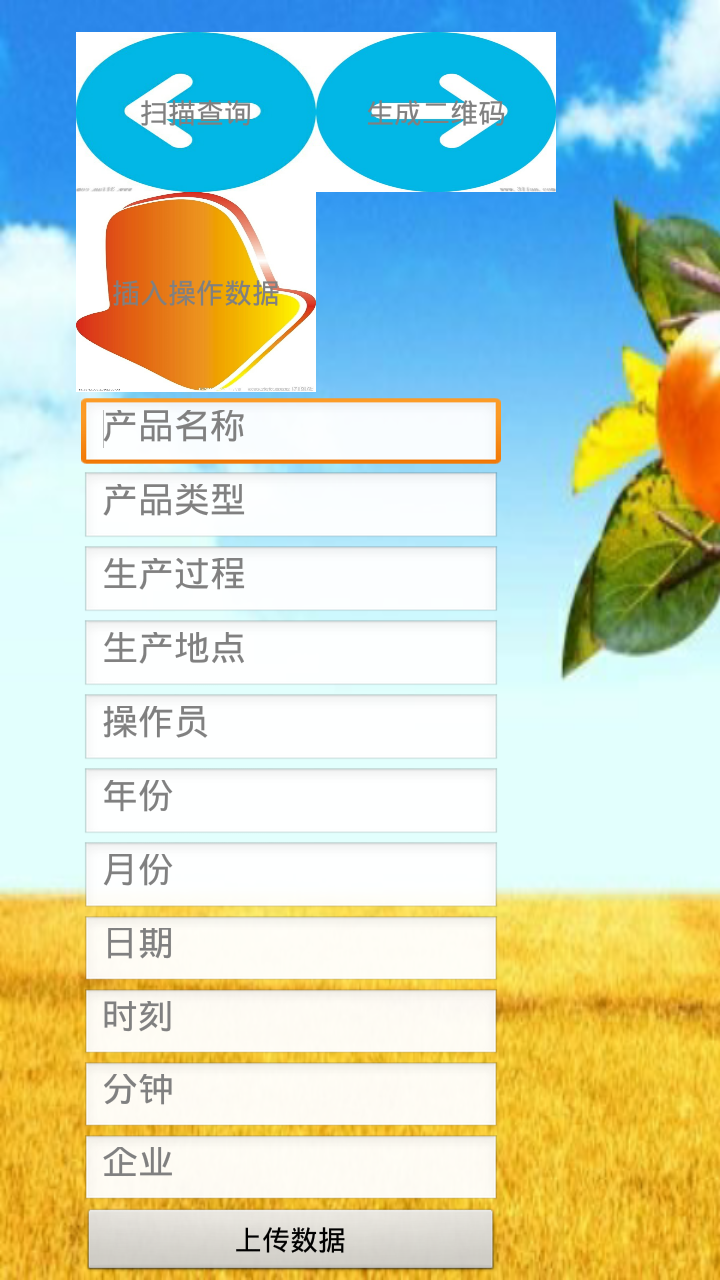 扫描查询
生成二维码
插入操作数据
产品名称
产品类型
生产过程
生产地点
操作员
年份
月份
日期
时刻
分钟
企业
上传数据